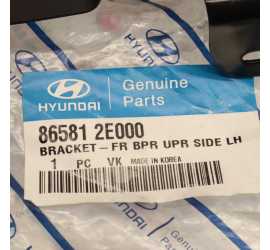 HYUNDAI
Genuine
Parts
86581 2E000
BRACKET-FR BPR UPR SIDE LH
1 PC VK MADE IN KOREA